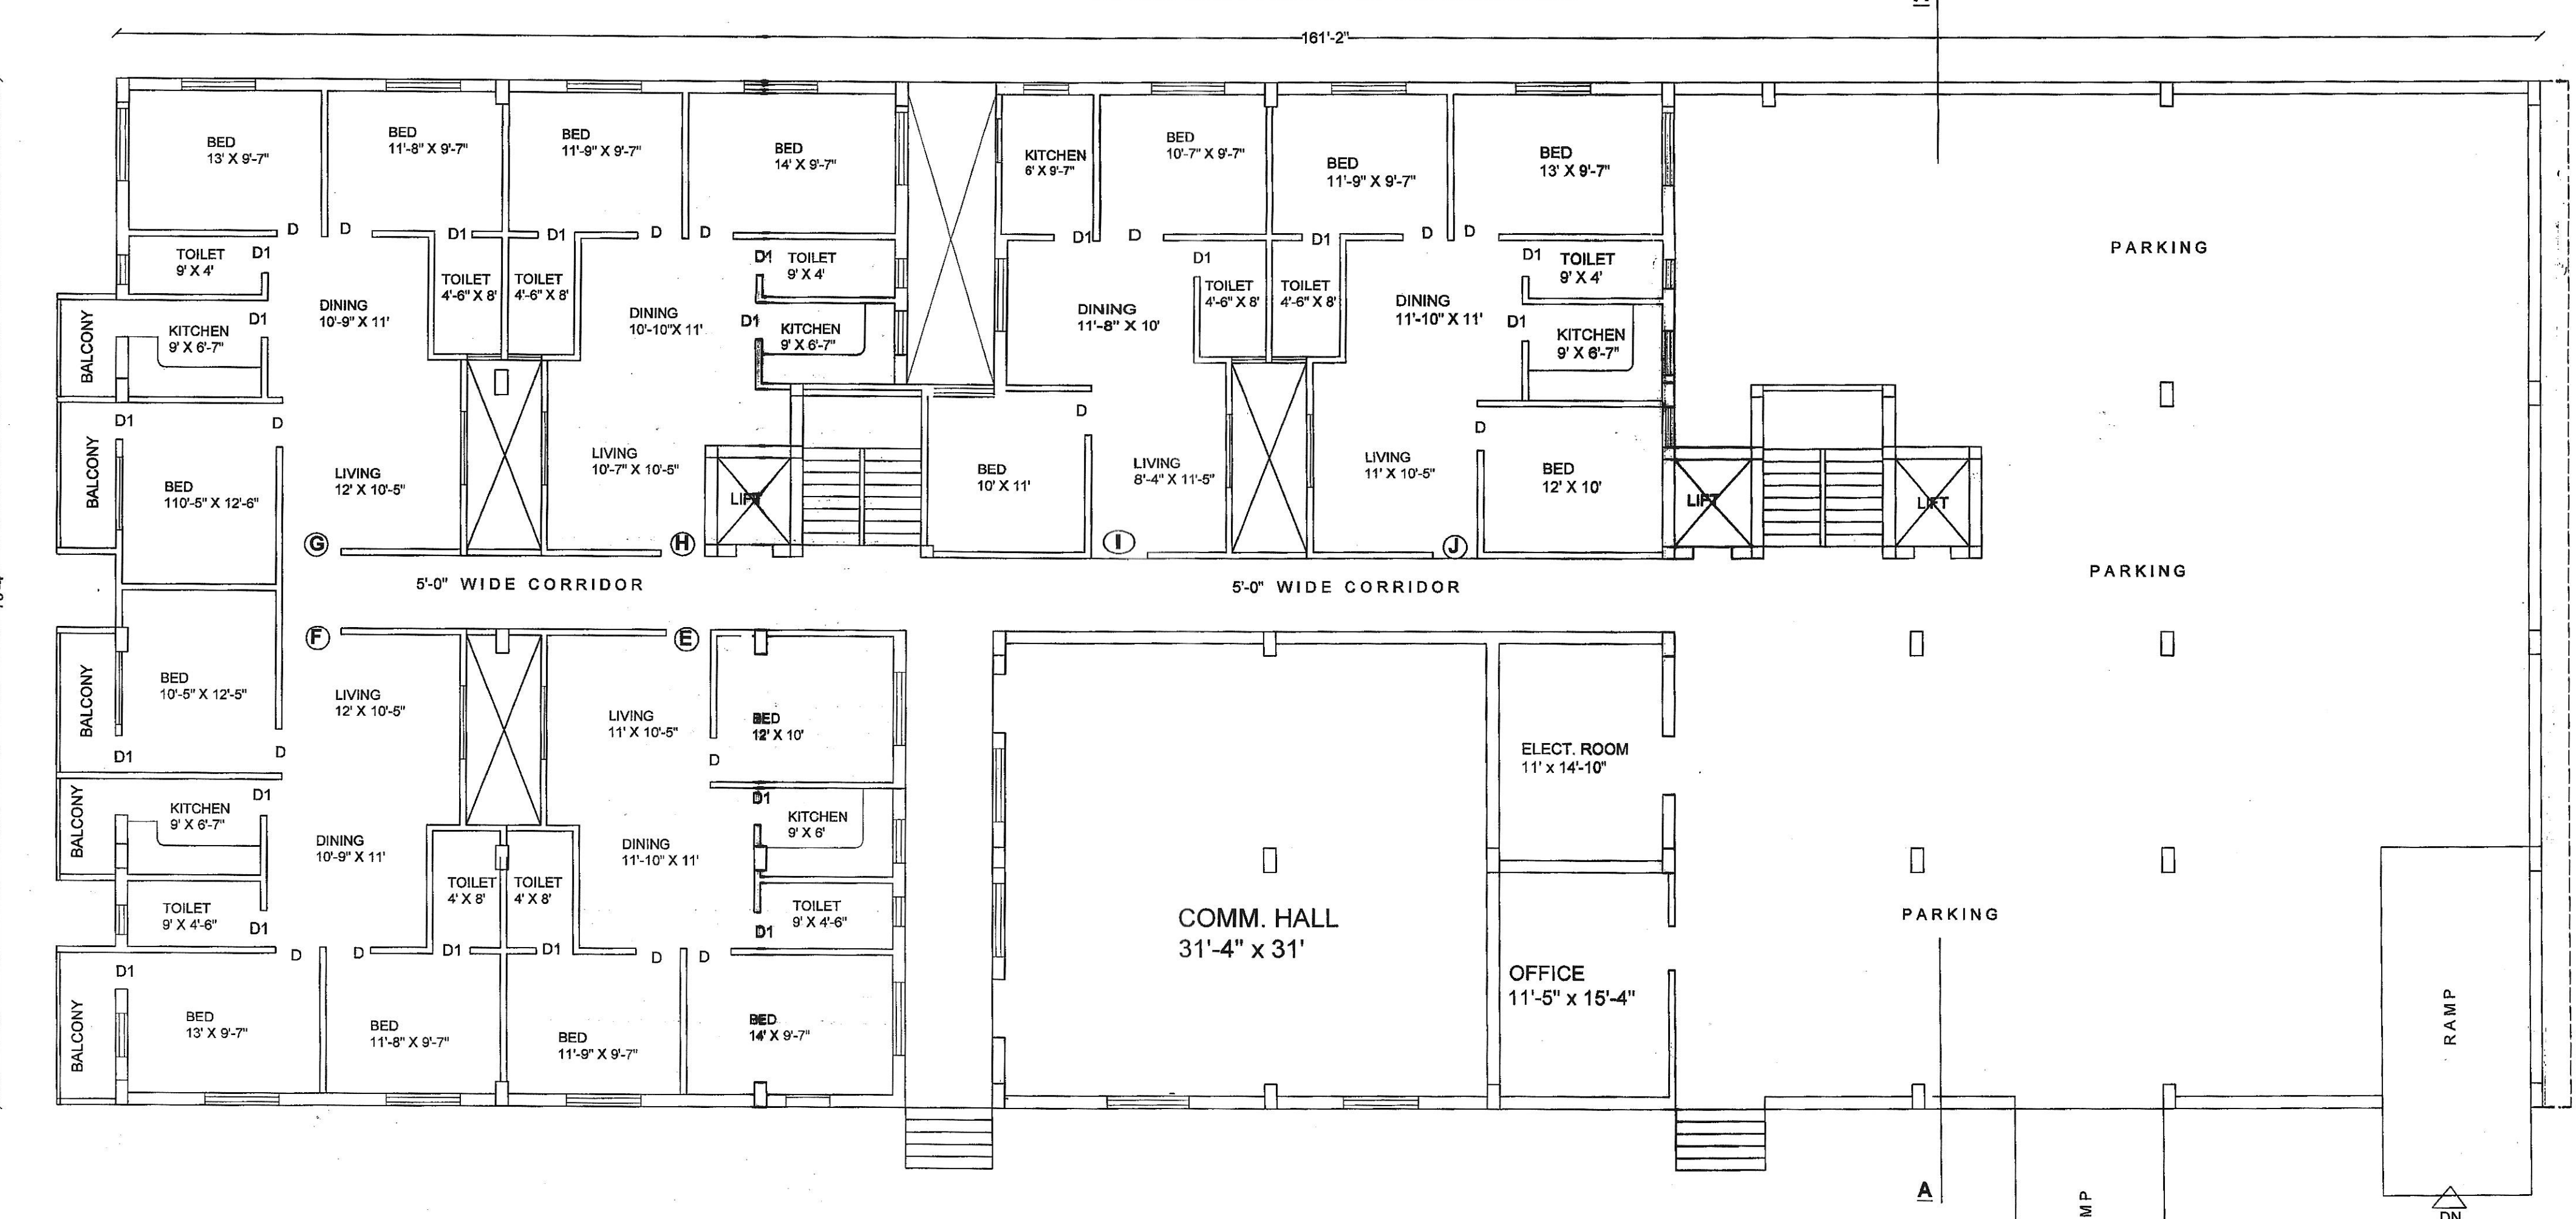 161'-2"
BED
13' X 9'-7"
BED
11'-8" X 9'-7"
BED
11'-9" X 9'-7"
BED
14' X 9'-7"
KITCHEN
6' X 9'-7"
BED
10'-7" X 9'-7"
BED
11'-9" X 9'-7"
BED
13' X 9'-7"
PARKING
D
D
D1
D1
D
D
D1
D
D1
D
D
TOILET
9' X 4'
D1
TOILET
4'-6" X 8'
TOILET
4'-6" X 8'
D1
TOILET
9' X 4'
D1
TOILET
4'-6" X 8'
TOILET
4'-6" X 8'
D1
TOILET
9' X 4'
BALCONY
KITCHEN
9' X 6'-7"
D1
DINING
10'-9" X 11'
DINING
10'-10"X 11'
D1
KITCHEN
9' X 6'-7"
DINING
11'-8" X 10'
DINING
11'-10" X 11'
D1
KITCHEN
9' X 6'-7"
D1
D
D
D
BALCONY
BED
110'-5" X 12'-6"
LIVING
12' X 10'-5"
LIVING
10'-7" X 10'-5"
LIFT
BED
10' X 11'
LIVING
8'-4" X 11'-5"
LIVING
11' X 10'-5"
BED
12' X 10'
LIFT
LIFT
G
H
I
J
5'-0" WIDE CORRIDOR
5'-0" WIDE CORRIDOR
PARKING
F
E
BALCONY
BED
10'-5" X 12'-5"
LIVING
12' X 10'-5"
LIVING
11' X 10'-5"
BED
12' X 10'
D1
D
D
ELECT. ROOM
11' x 14'-10"
BALCONY
KITCHEN
9' X 6'-7"
D1
DINING
10'-9" X 11'
DINING
11'-10" X 11'
D1
KITCHEN
9' X 6'
TOILET
9' X 4'-6"
D1
TOILET
4' X 8'
TOILET
4' X 8'
TOILET
9' X 4'-6"
D1
COMM. HALL
31'-4" x 31'
PARKING
D
D
D1
D1
D
D
D1
BALCONY
BED
13' X 9'-7"
BED
11'-8" X 9'-7"
BED
11'-9" X 9'-7"
BED
14' X 9'-7"
OFFICE
11'-5" x 15'-4"
RAMP
A
DN